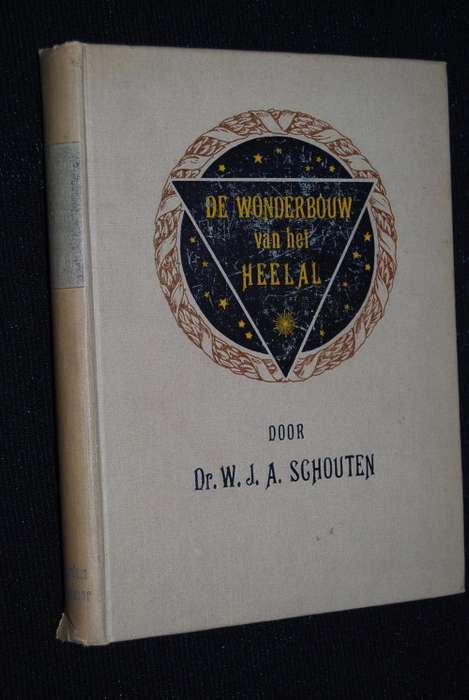 DE WONDERBOUW
van het
HEELAL
DOOR
Dr. W. J. A. SCHOUTEN